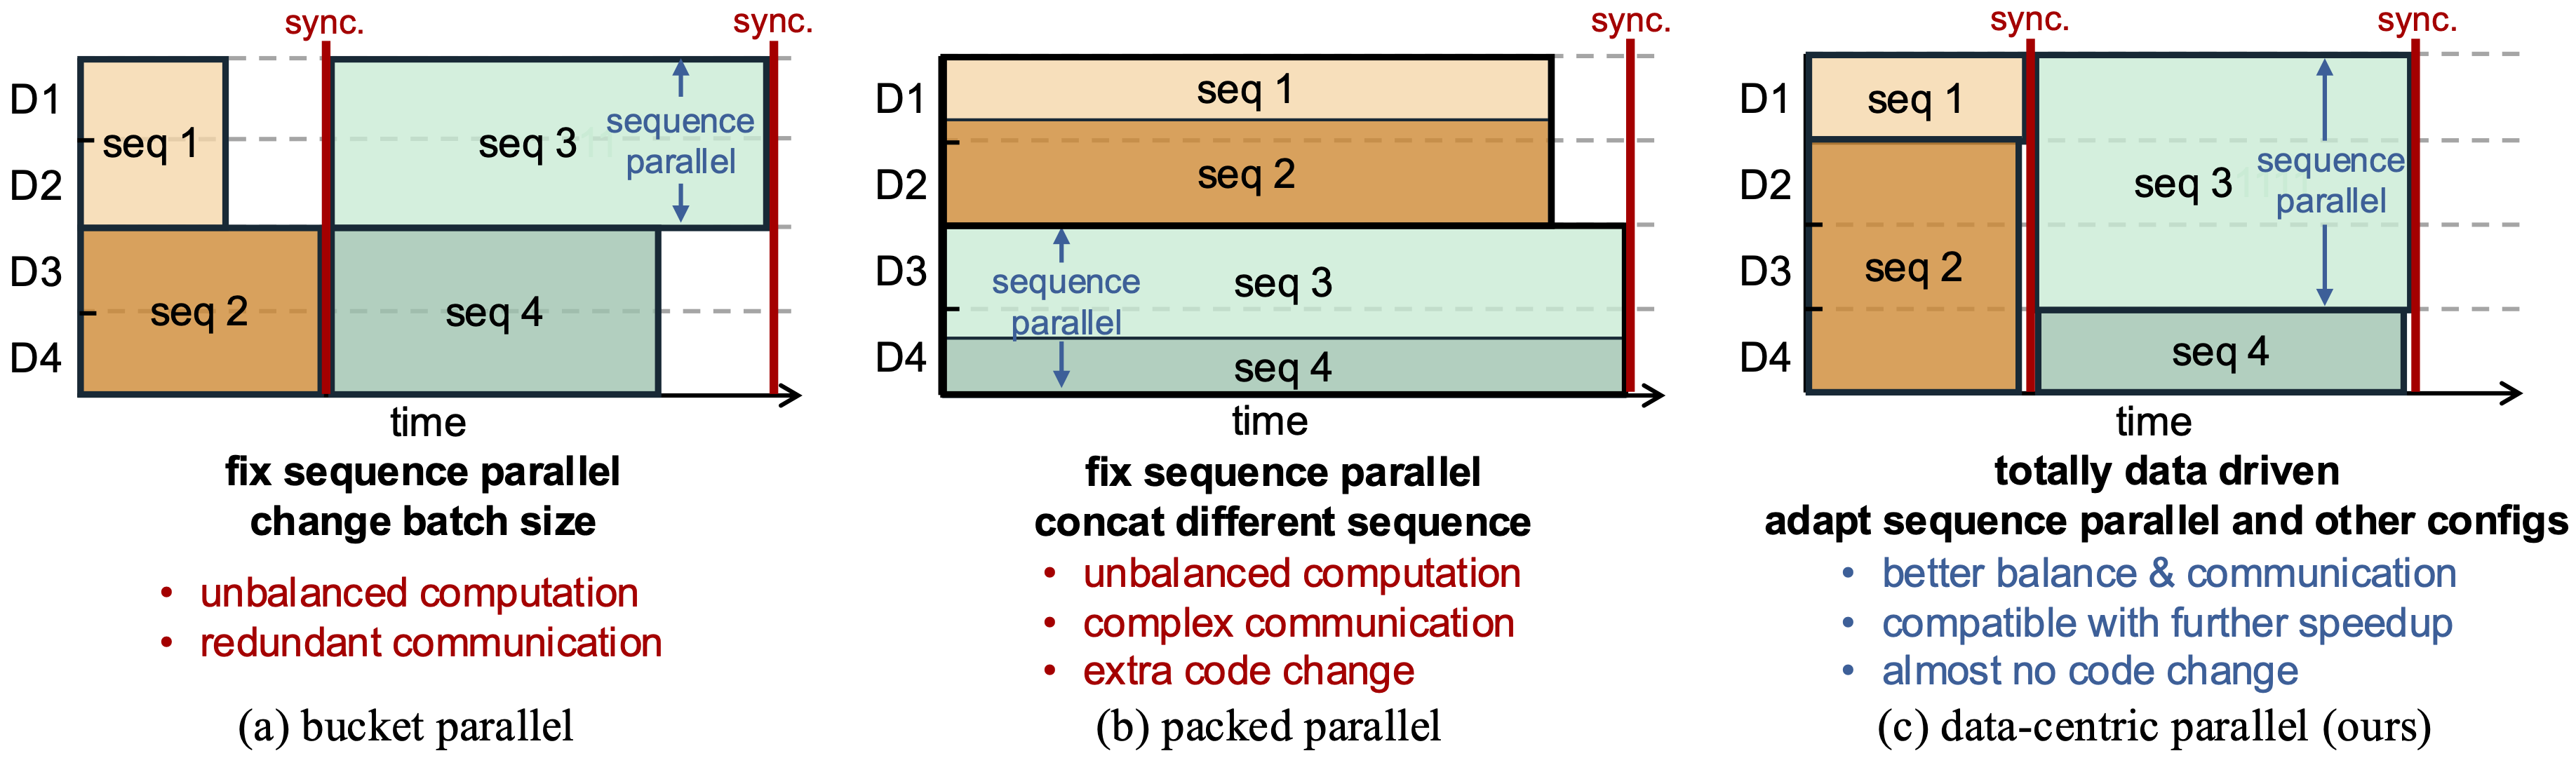 sync.
sync.
D1
D2
D3
D4
seq 1
seq 2
seq 3
seq 4
sequence
parallel
time
fix sequence parallel
change batch size
• unbalanced computation
• redundant communication
(a) bucket parallel
sync.
D1
D2
D3
D4
seq 1
seq 2
seq 3
seq 4
sequence
parallel
time
fix sequence parallel
concat different sequence
• unbalanced computation
• complex communication
• extra code change
(b) packed parallel
sync.
sync.
D1
D2
D3
D4
seq 1
seq 2
seq 3
seq 4
sequence
parallel
time
totally data driven
adapt sequence parallel and other configs
• better balance & communication
• compatible with further speedup
• almost no code change
(c) data-centric parallel (ours)